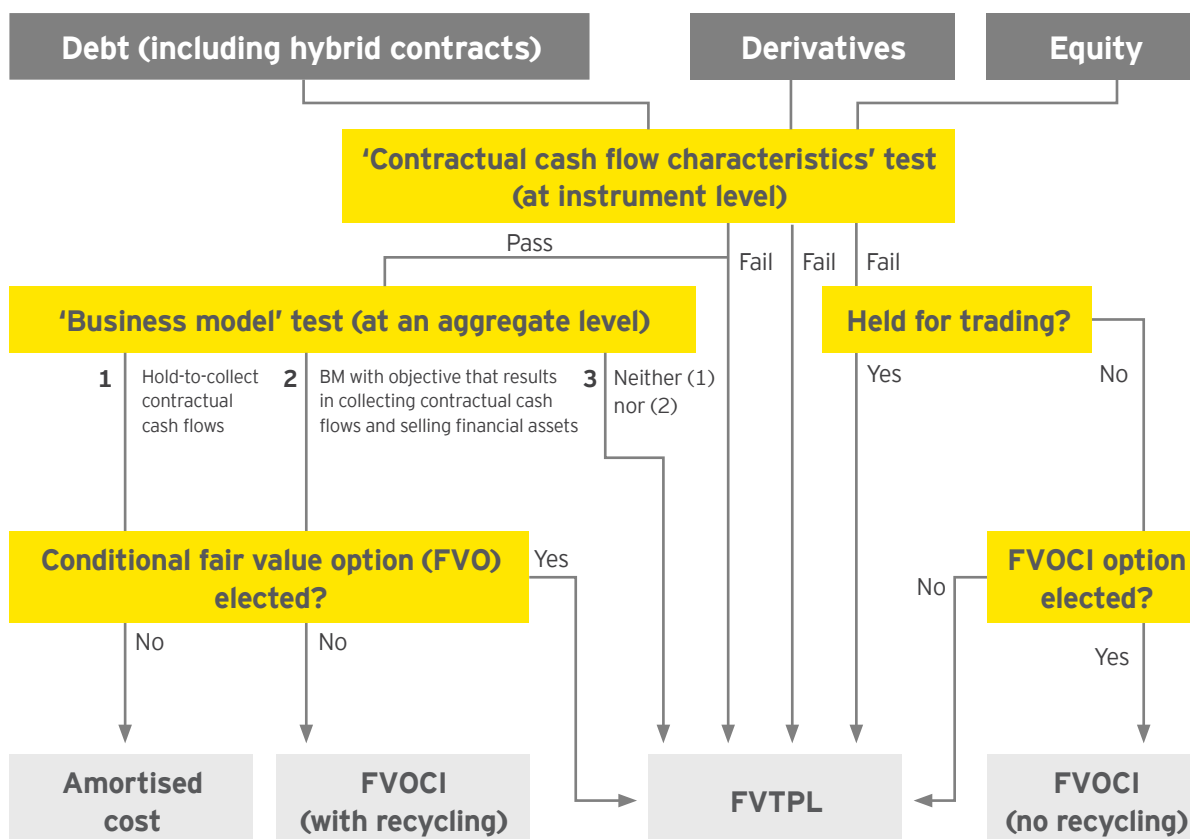 Debt (including hybrid contracts)
Derivatives
Equity
‘Contractual cash flow characteristics’ test
(at instrument level)
Pass
Fail
Fail
Fail
‘Business model’ test (at an aggregate level)
Held for trading?
1
Hold-to-collect
contractual
cash flows
2
BM with objective that results
in collecting contractual cash
flows and selling financial assets
3
Neither (1)
nor (2)
Yes
No
Conditional fair value option (FVO)
elected?
Yes
No
FVOCI option
elected?
No
No
Yes
Amortised
cost
FVOCI
(with recycling)
FVTPL
FVOCI
(no recycling)